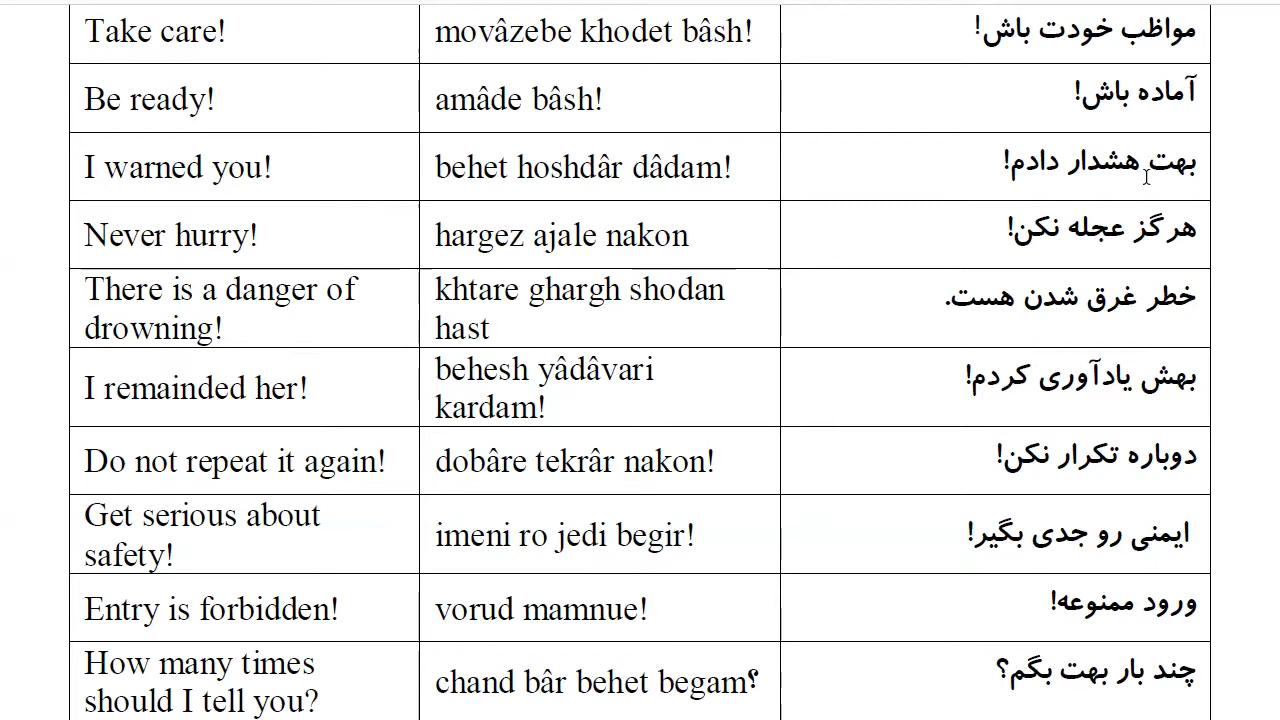 Take care! movâzebe khodet bâsh! مواظب خودت باش!
Be ready! amâde bâsh! آماده باش!
I warned you! behet hoshdâr dâdam! بهت هشدار دادم!
Never hurry! hargez ajale nakon هرگز عجله نکن!
There is a danger of
drowning!
khtare ghargh shodan
hast
خطر غرق شدن هست.
I remainded her!
behesh yâdâvari
kardam!
بهش یادآوری کردم!
Do not repeat it again! dobâre tekrâr nakon! دوباره تکرار نکن!
Get serious about
safety!
imeni ro jedi begir! ایمنی رو جدی بگیر!
Entry is forbidden! vorud mamnue! ورود ممنوعه!
How many times
should I tell you?
chand bâr behet begam؟ چند بار بهت بگم؟